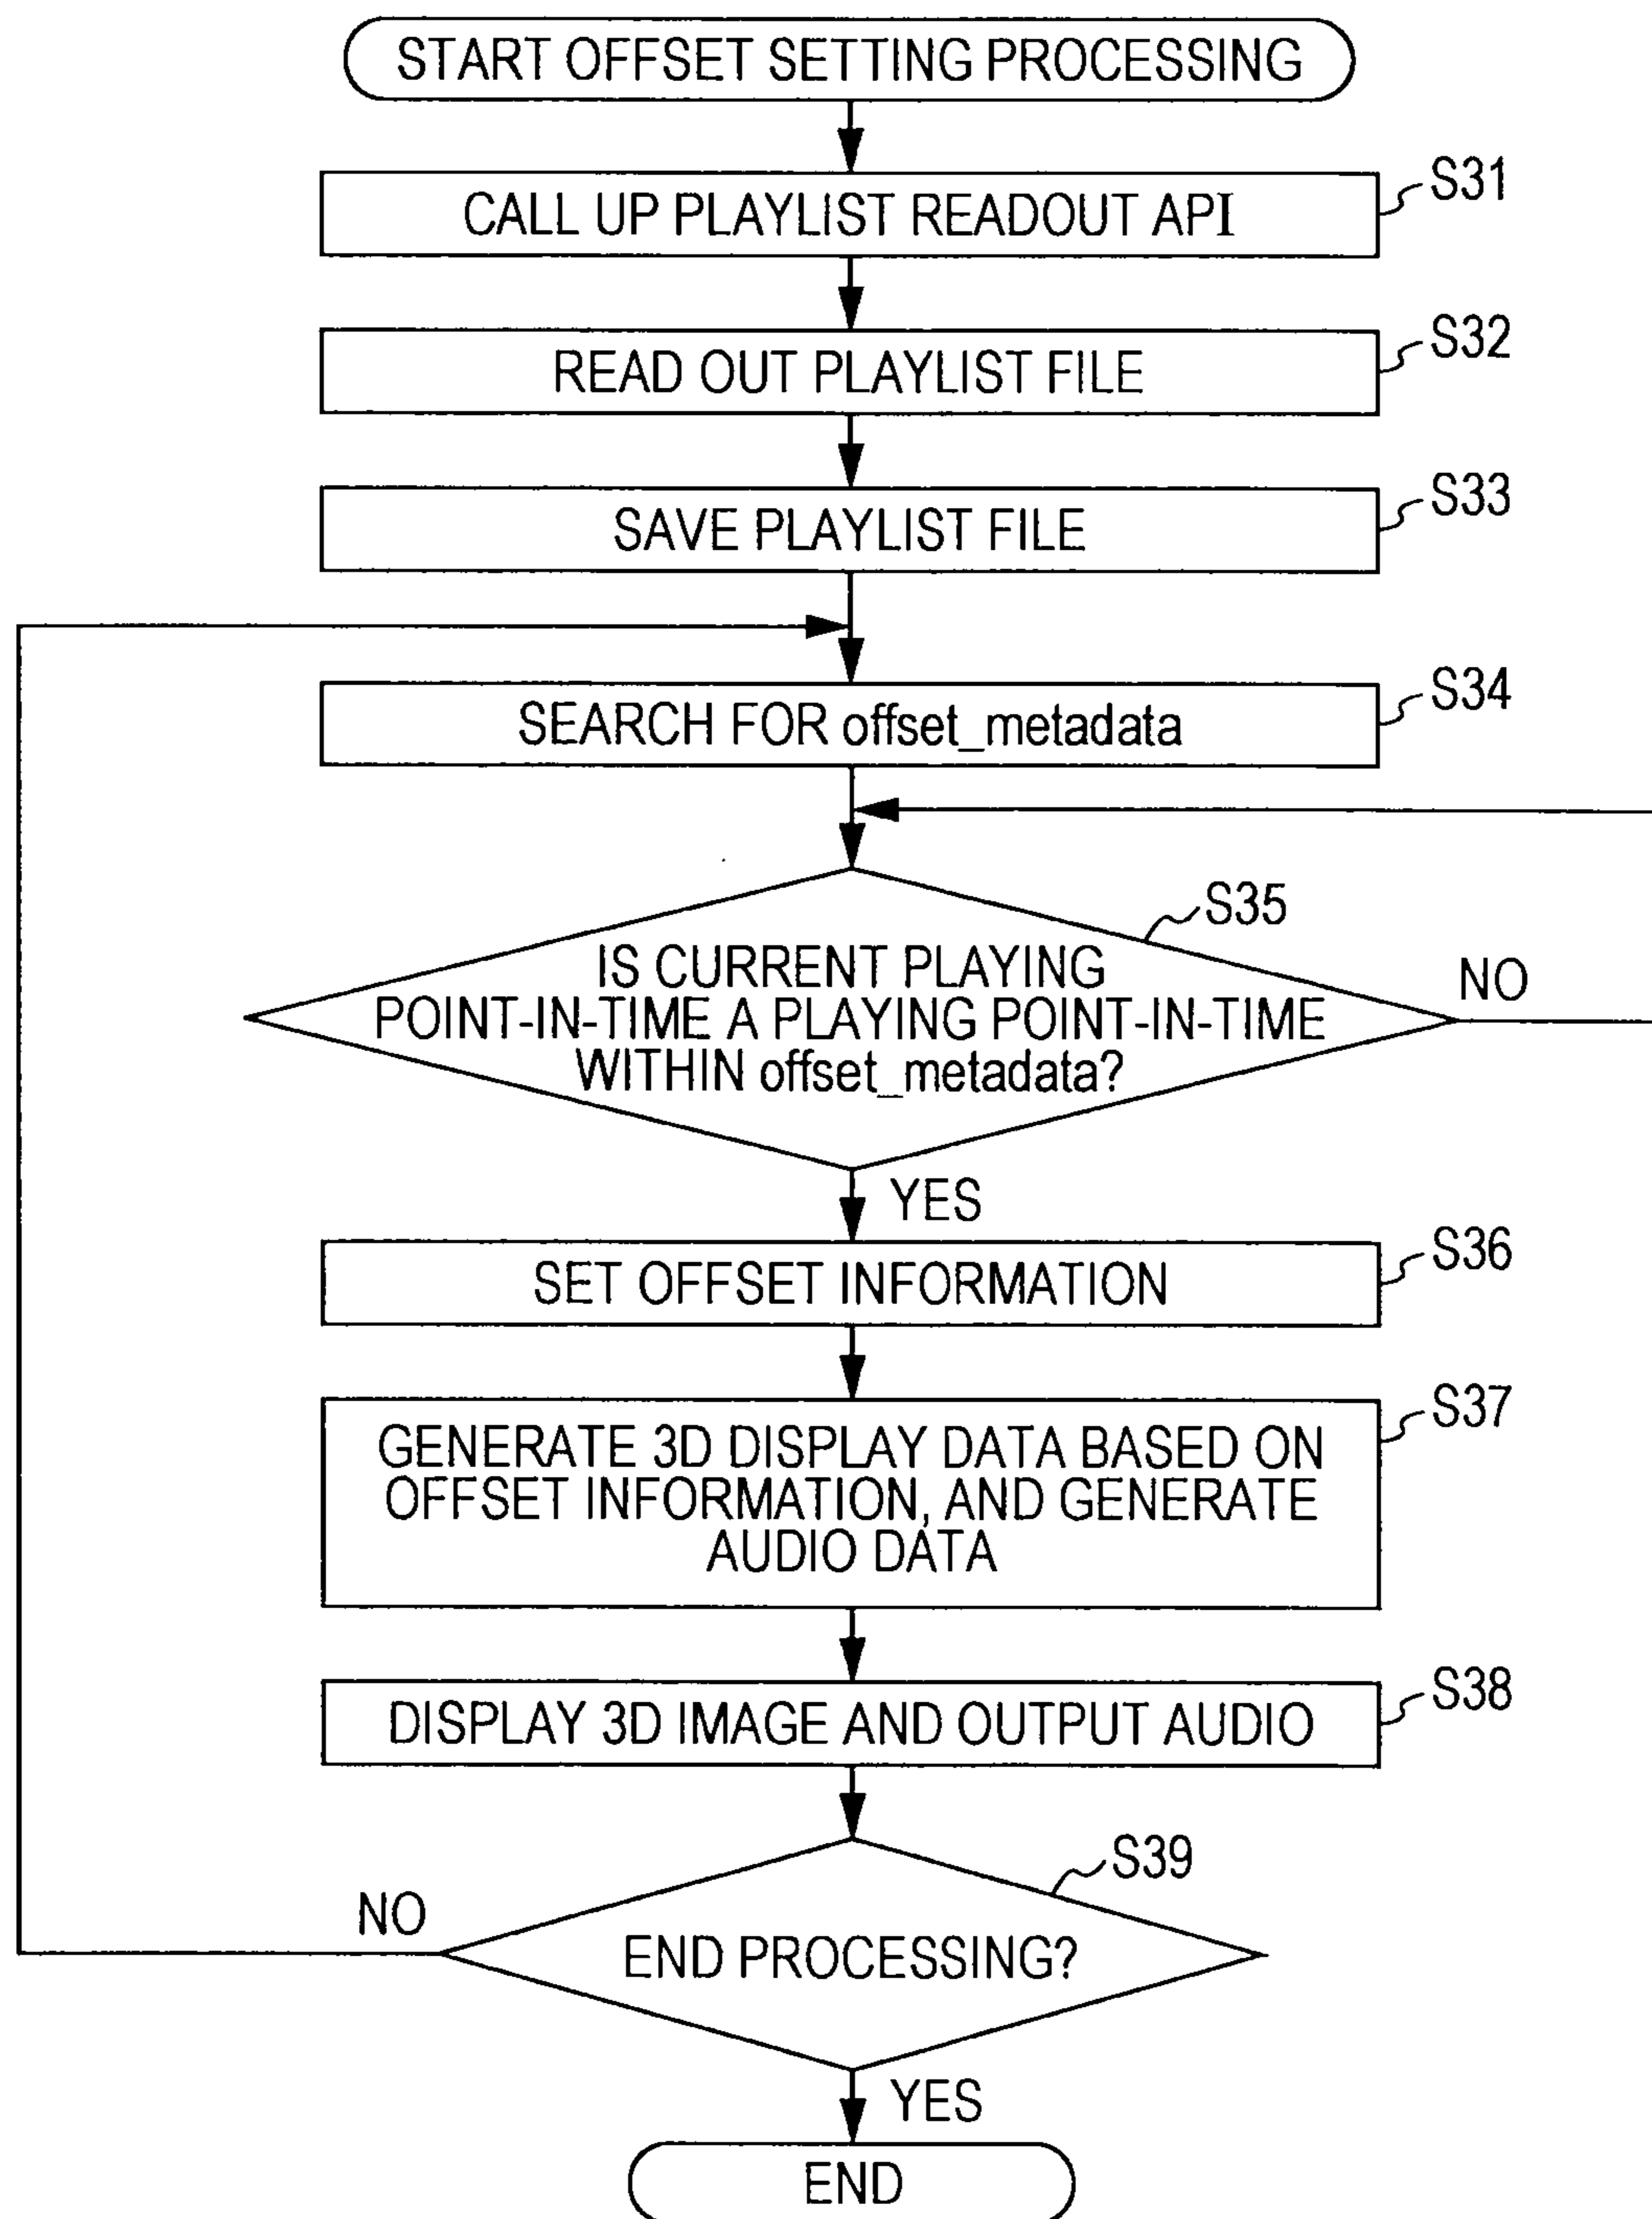 START OFFSET SETTING PROCESSING
S31
CALL UP PLAYLIST READOUT API
S32
READ OUT PLAYLIST FILE
S33
SAVE PLAYLIST FILE
S34
SEARCH FOR offset_metadata
S35
IS CURRENT PLAYING
POINT-IN-TIME A PLAYING POINT-IN-TIME
WITHIN offset_metadata?
NO
YES
S36
SET OFFSET INFORMATION
S37
GENERATE 3D DISPLAY DATA BASED ON
OFFSET INFORMATION, AND GENERATE
AUDIO DATA
S38
DISPLAY 3D IMAGE AND OUTPUT AUDIO
S39
NO
END PROCESSING?
YES
END